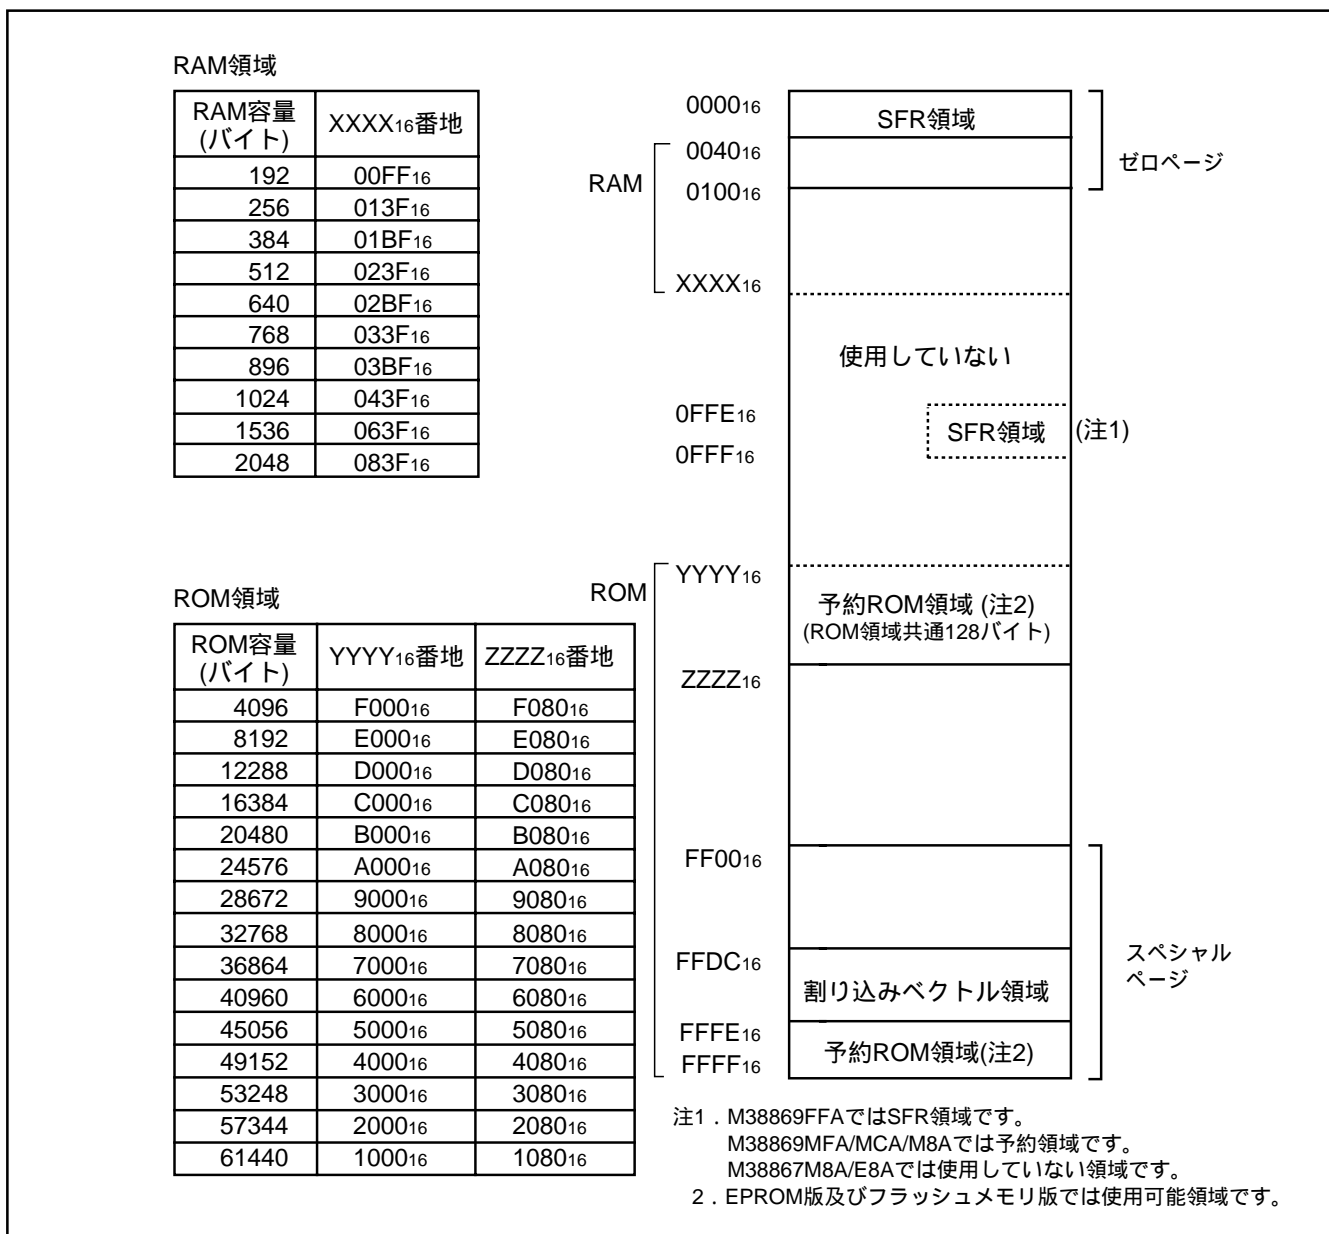 RAM領域
RAM容量 (バイト) XXXX16番地
192 00FF16
256 013F16
384 01BF16
512 023F16
640 02BF16
768 033F16
896 03BF16
1024 043F16
1536 063F16
2048 083F16
ROM領域
ROM容量 (バイト) YYYY16番地 ZZZZ16番地
4096 F00016 F08016
8192 E00016 E08016
12288 D00016 D08016
16384 C00016 C08016
20480 B00016 B08016
24576 A00016 A08016
28672 900016 908016
32768 800016 808016
36864 700016 708016
40960 600016 608016
45056 500016 508016
49152 400016 408016
53248 300016 308016
57344 200016 208016
61440 100016 108016
000016
SFR領域
004016
ゼロページ
RAM
010016
XXXX16
使用していない
0FFE16
SFR領域 (注1)
0FFF16
YYYY16
ROM
予約ROM領域 (注2)
(ROM領域共通128バイト)
ZZZZ16
FF0016
FFDC16
スペシャル
ページ
割り込みベクトル領域
FFFE16
予約ROM領域(注2)
FFFF16
注1．M38869FFAではSFR領域です。
M38869MFA/MCA/M8Aでは予約領域です。
M38867M8A/E8Aでは使用していない領域です。
2．EPROM版及びフラッシュメモリ版では使用可能領域です。